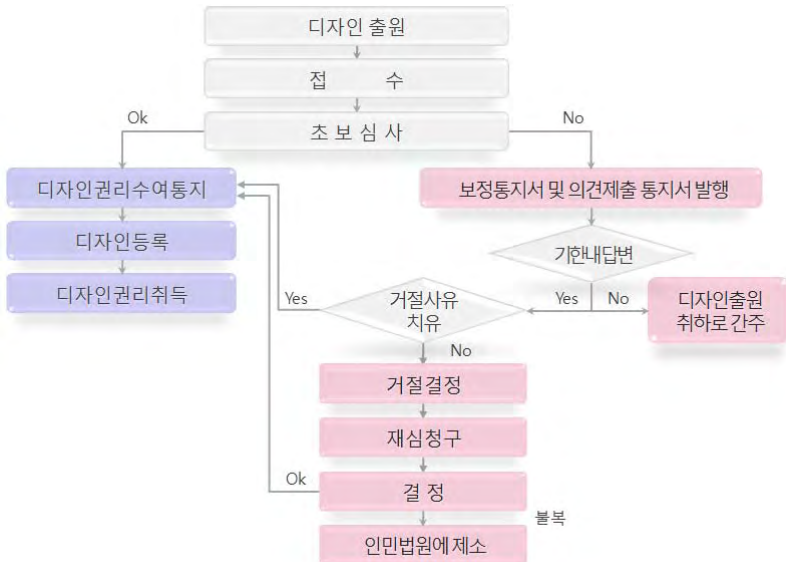 디자인 출원
접 수
초 보 심 사
Ok
No
디자인권리수여통지
보정통지서 및 의견제출 통지서 발행
디자인등록
기한내답변
디자인권리취득
Yes
거절사유
치유
Yes
No
디자인출원
취하로 간주
No
거절결정
재심청구
Ok
결 정
불복
인민법원에 제소